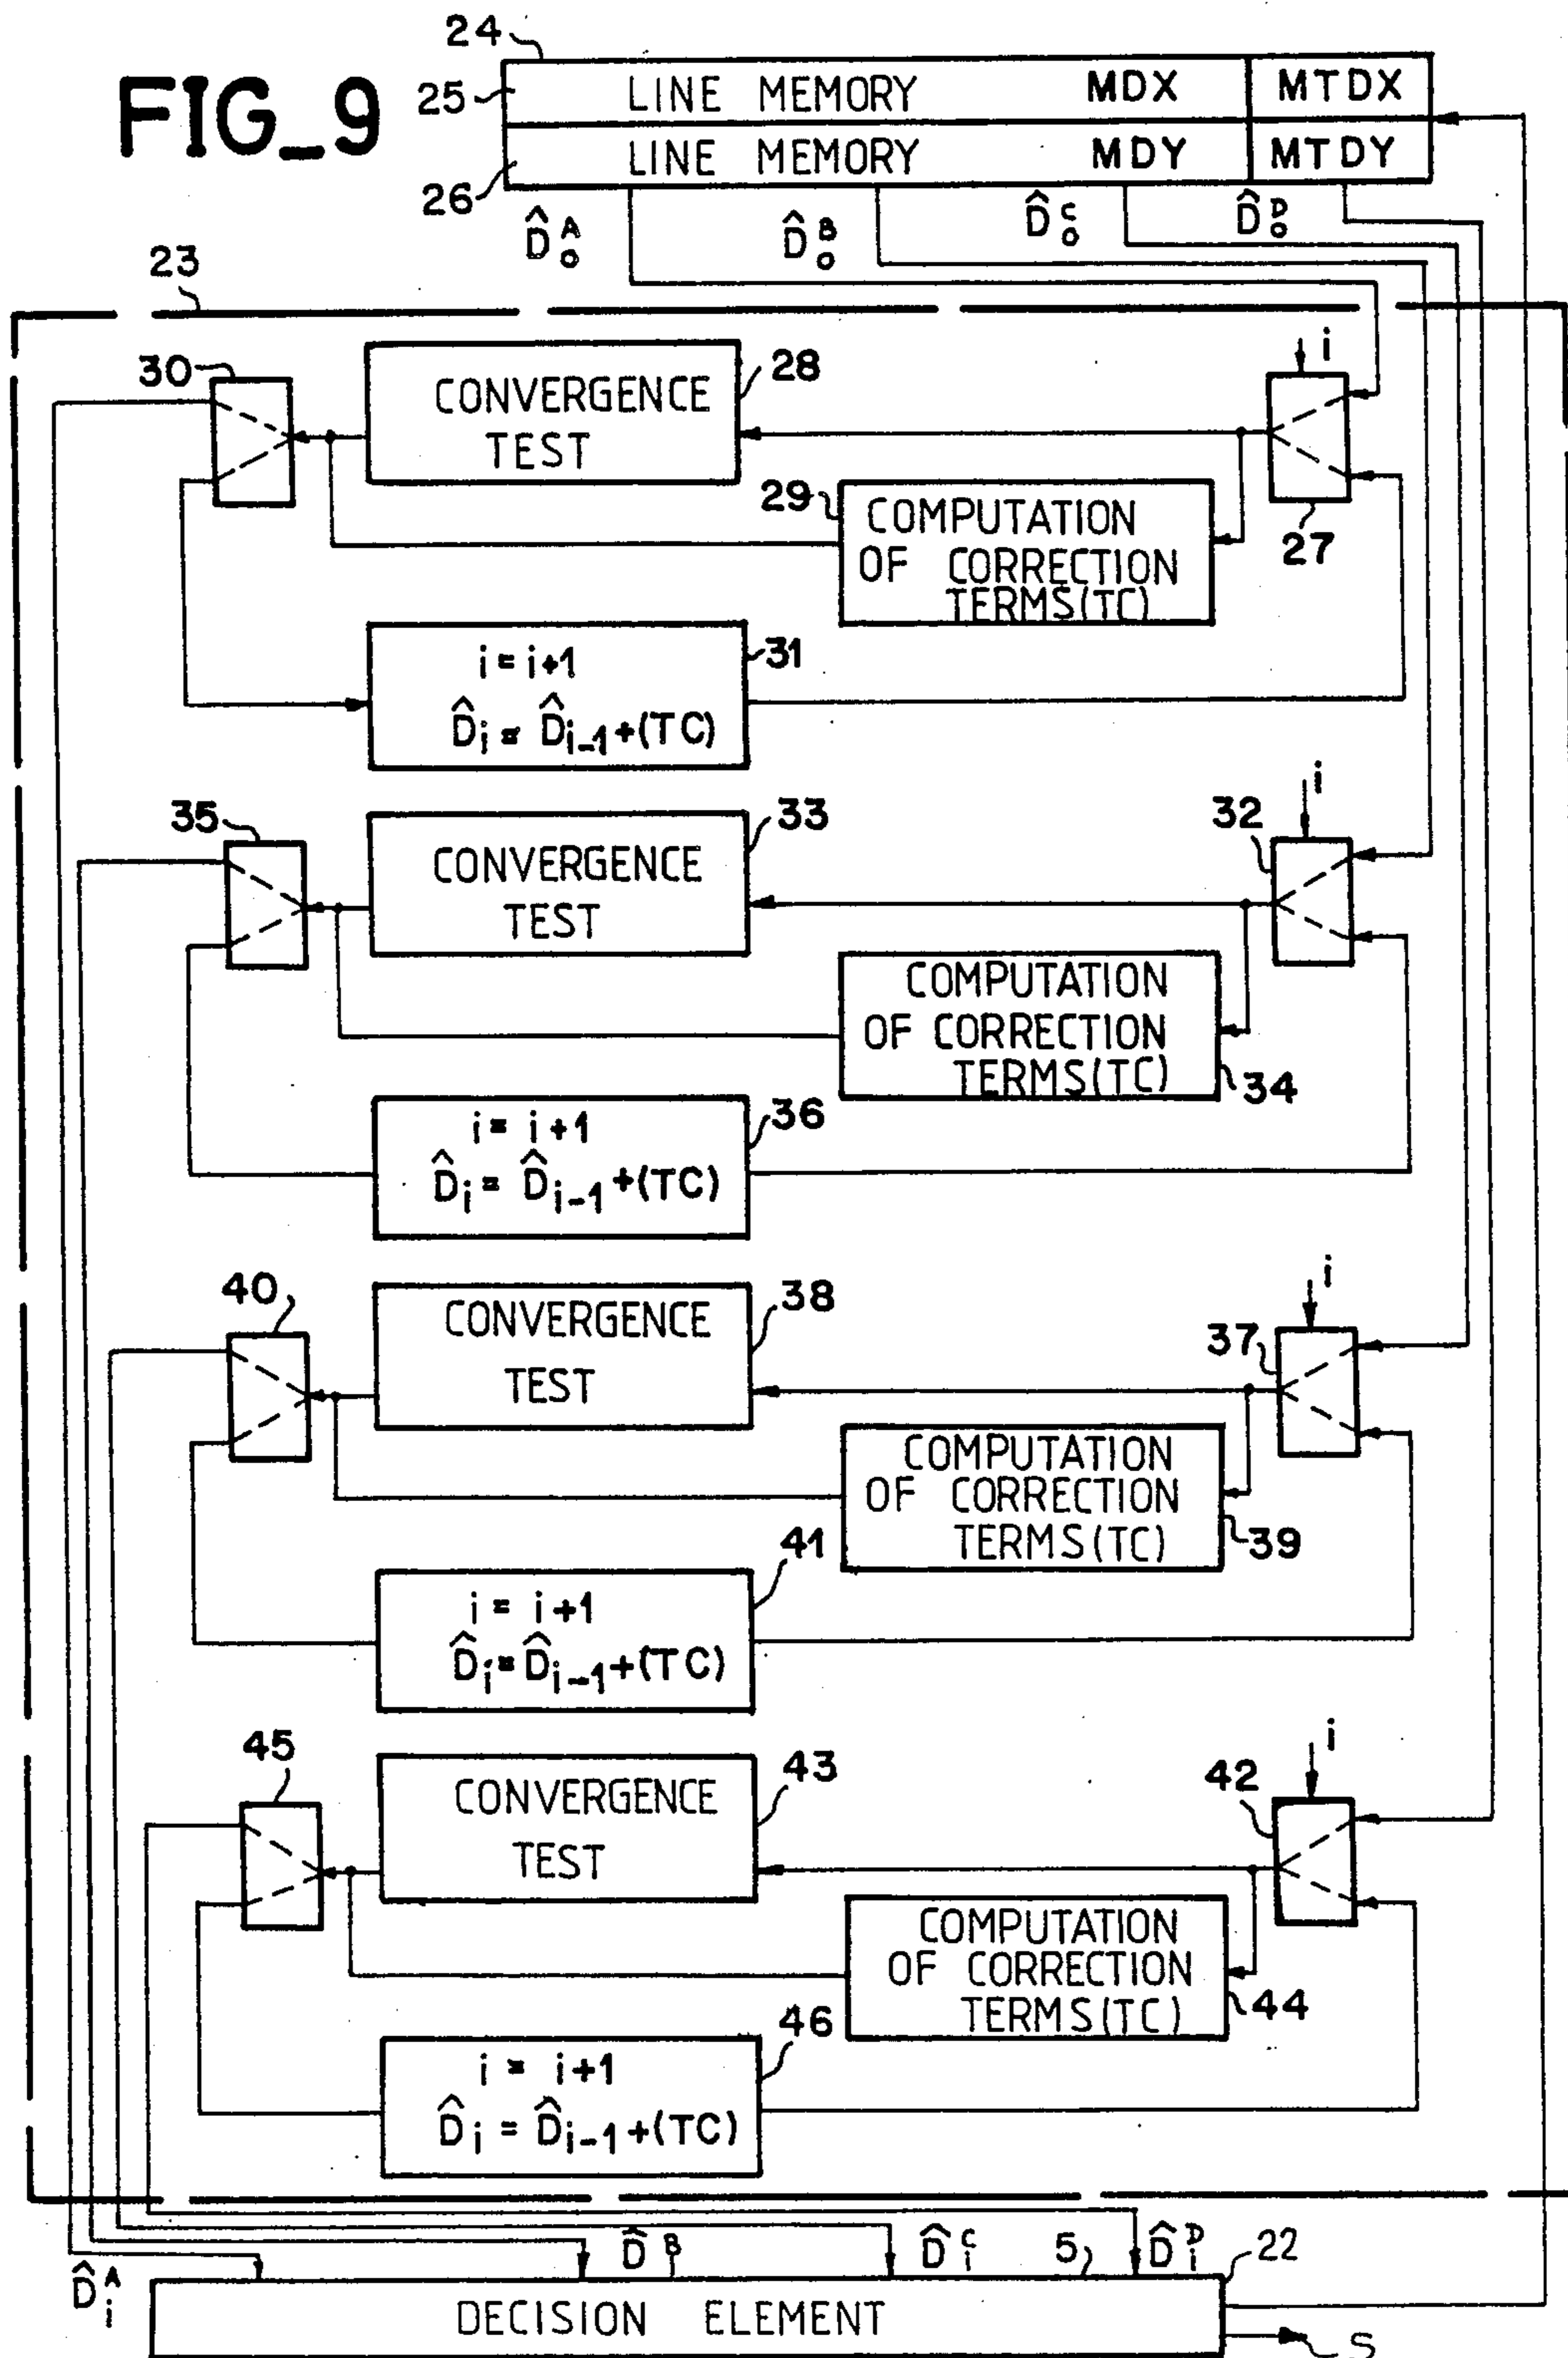 FIG_9
24
25 LINE MEMORY MDX MTDX
26 LINE MEMORY MDY MTDY
D̂₀ᴬ D̂₀ᴮ D̂₀ᶜ D̂₀ᴰ
23
i
30 CONVERGENCE TEST 28
27
29 COMPUTATION
OF CORRECTION
TERMS(TC)
i = i+1 31
D̂i = D̂i-1+(TC)
i
35 CONVERGENCE 33 32
TEST
COMPUTATION
OF CORRECTION
TERMS(TC) 34
i = i+1 36
D̂i = D̂i-1+(TC)
i
40 CONVERGENCE 38 37
TEST
COMPUTATION
OF CORRECTION
TERMS(TC) 39
41
i = i+1
D̂i = D̂i-1+(TC)
i
45 CONVERGENCE 43 42
TEST
COMPUTATION
OF CORRECTION
TERMS(TC) 44
46
i = i+1
D̂i = D̂i-1+(TC)
D̂iᴬ D̂ᴮ D̂iᶜ 5 D̂iᴰ 22
DECISION ELEMENT
S